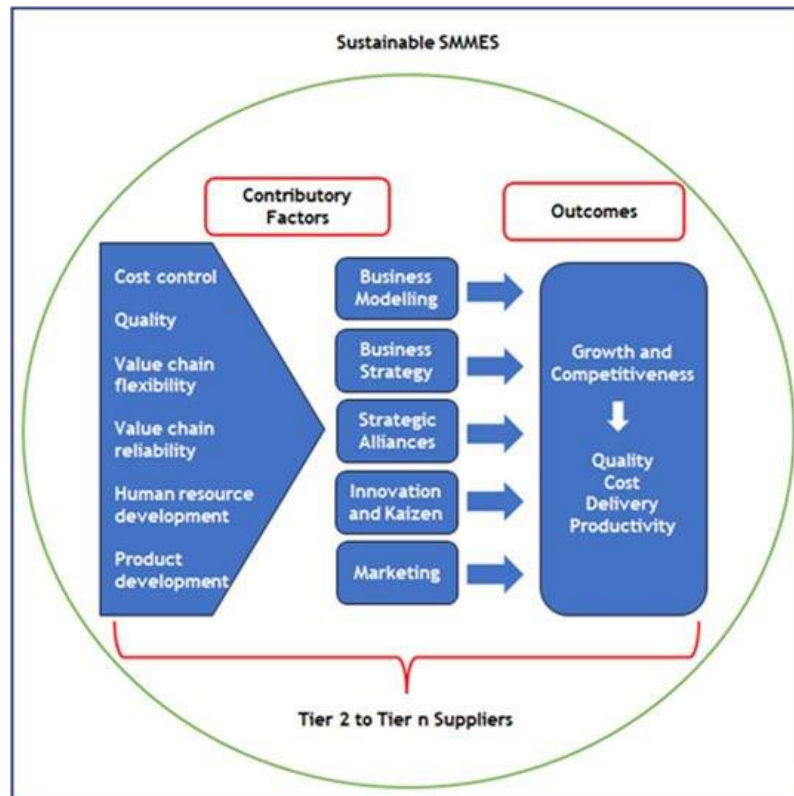 Sustainable SMMES
Contributory
Factors
Outcomes
Cost control
Quality
Value chain
flexibility
Value chain
reliability
Human resource
development
Product
development
Business
Modelling
Business
Strategy
Strategic
Alliances
Innovation
and Kaizen
Marketing
Growth and
Competitiveness
Quality
Cost
Delivery
Productivity
Tier 2 to Tier n Suppliers